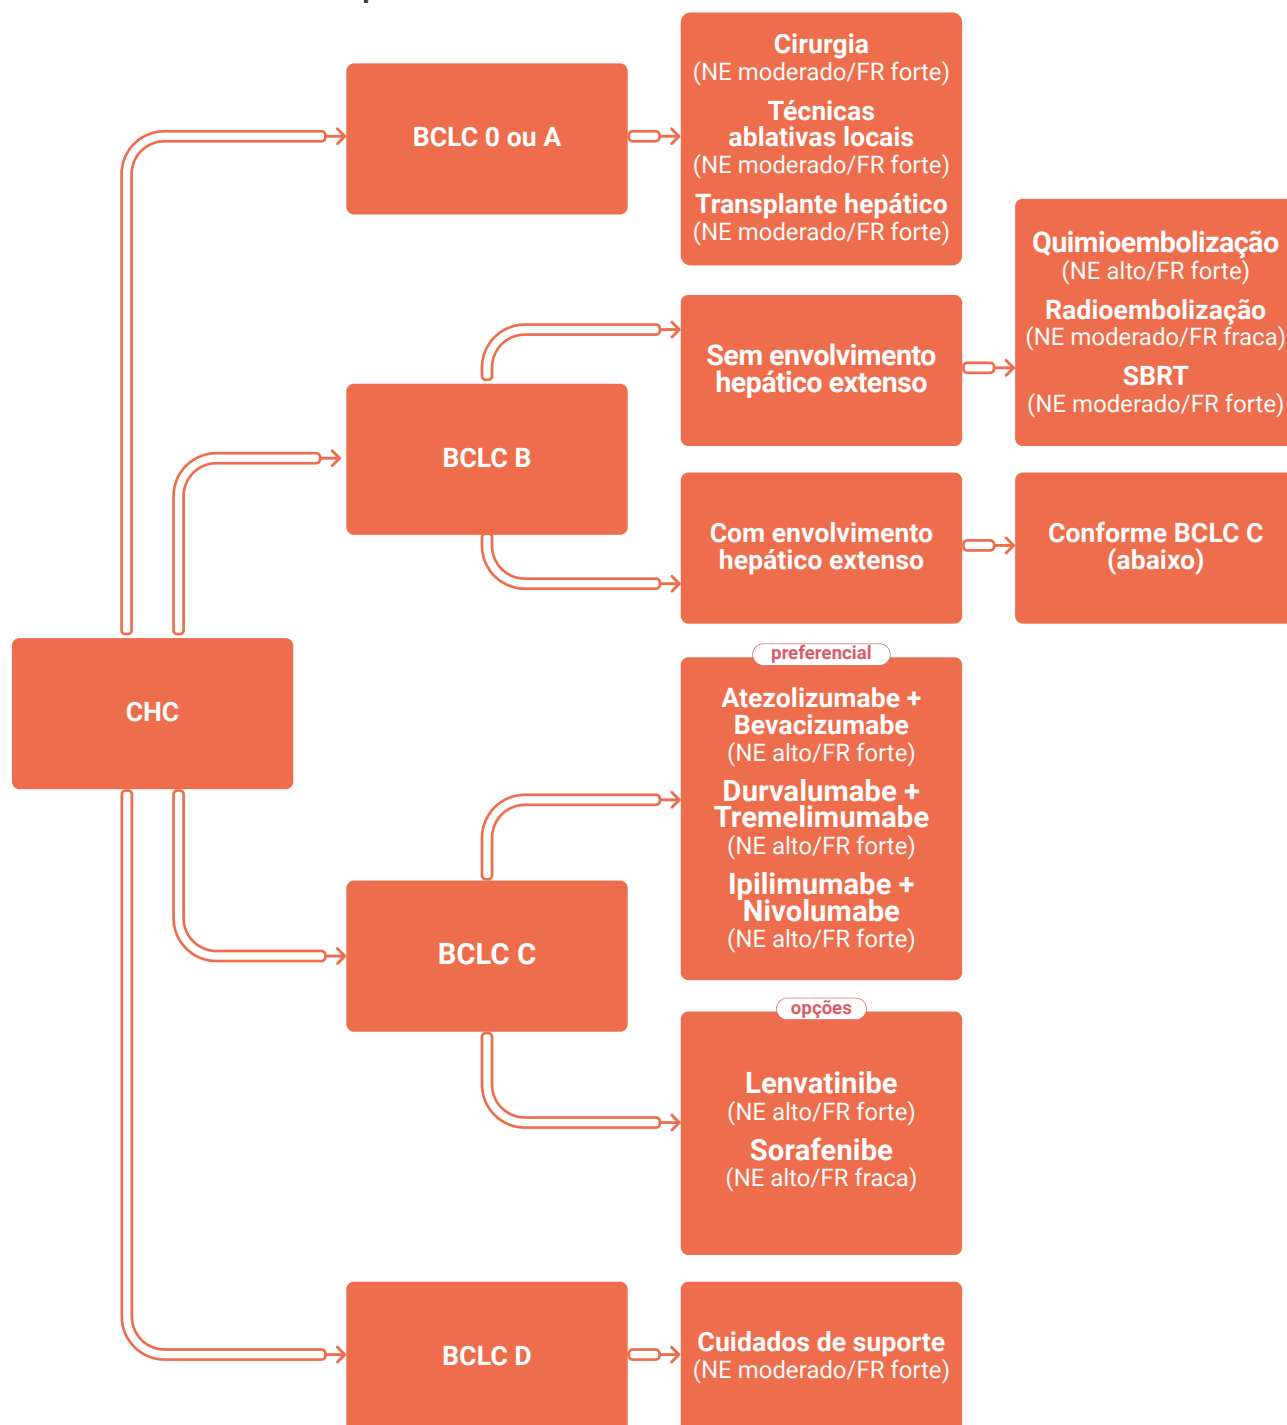 Cirurgia
(NE moderado/FR forte)
Técnicas
ablativas locais
(NE moderado/FR forte)
Transplante hepático
(NE moderado/FR forte)
BCLC 0 ou A
Quimioembolização
(NE alto/FR forte)
Radioembolização
(NE moderado/FR fraca)
SBRT
(NE moderado/FR forte)
Sem envolvimento
hepático extenso
BCLC B
Com envolvimento
hepático extenso
Conforme BCLC C
(abaixo)
CHC
preferencial
Atezolizumabe +
Bevacizumabe
(NE alto/FR forte)
Durvalumabe +
Tremelimumabe
(NE alto/FR forte)
Ipilimumabe +
Nivolumabe
(NE alto/FR forte)
BCLC C
opções
Lenvatinibe
(NE alto/FR forte)
Sorafenibe
(NE alto/FR fraca)
BCLC D
Cuidados de suporte
(NE moderado/FR forte)